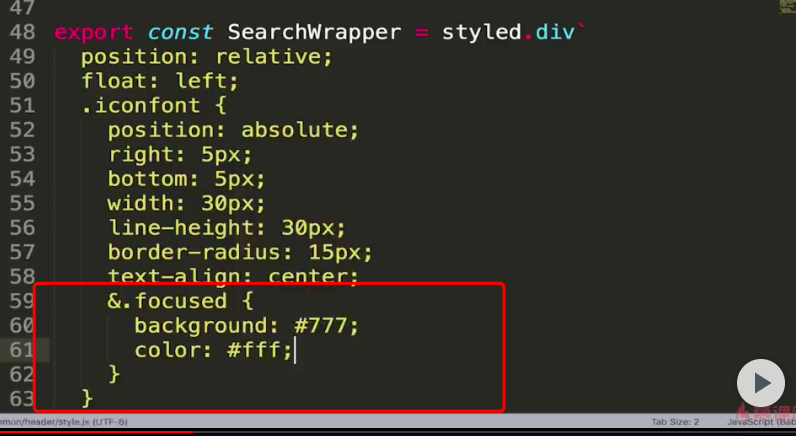 47
48 export const SearchWrapper = styled.div`
49 position: relative;
50 float: left;
51 .iconfont {
52 position: absolute;
53 right: 5px;
54 bottom: 5px;
55 width: 30px;
56 line-height: 30px;
57 border-radius: 15px;
58 text-align: center;
59 &.focused {
60 background: #777;
61 color: #fff;
62 }
63 }
mmon/header/style.js (UTF-8) Tab Size: 2 JavaScript (Bab